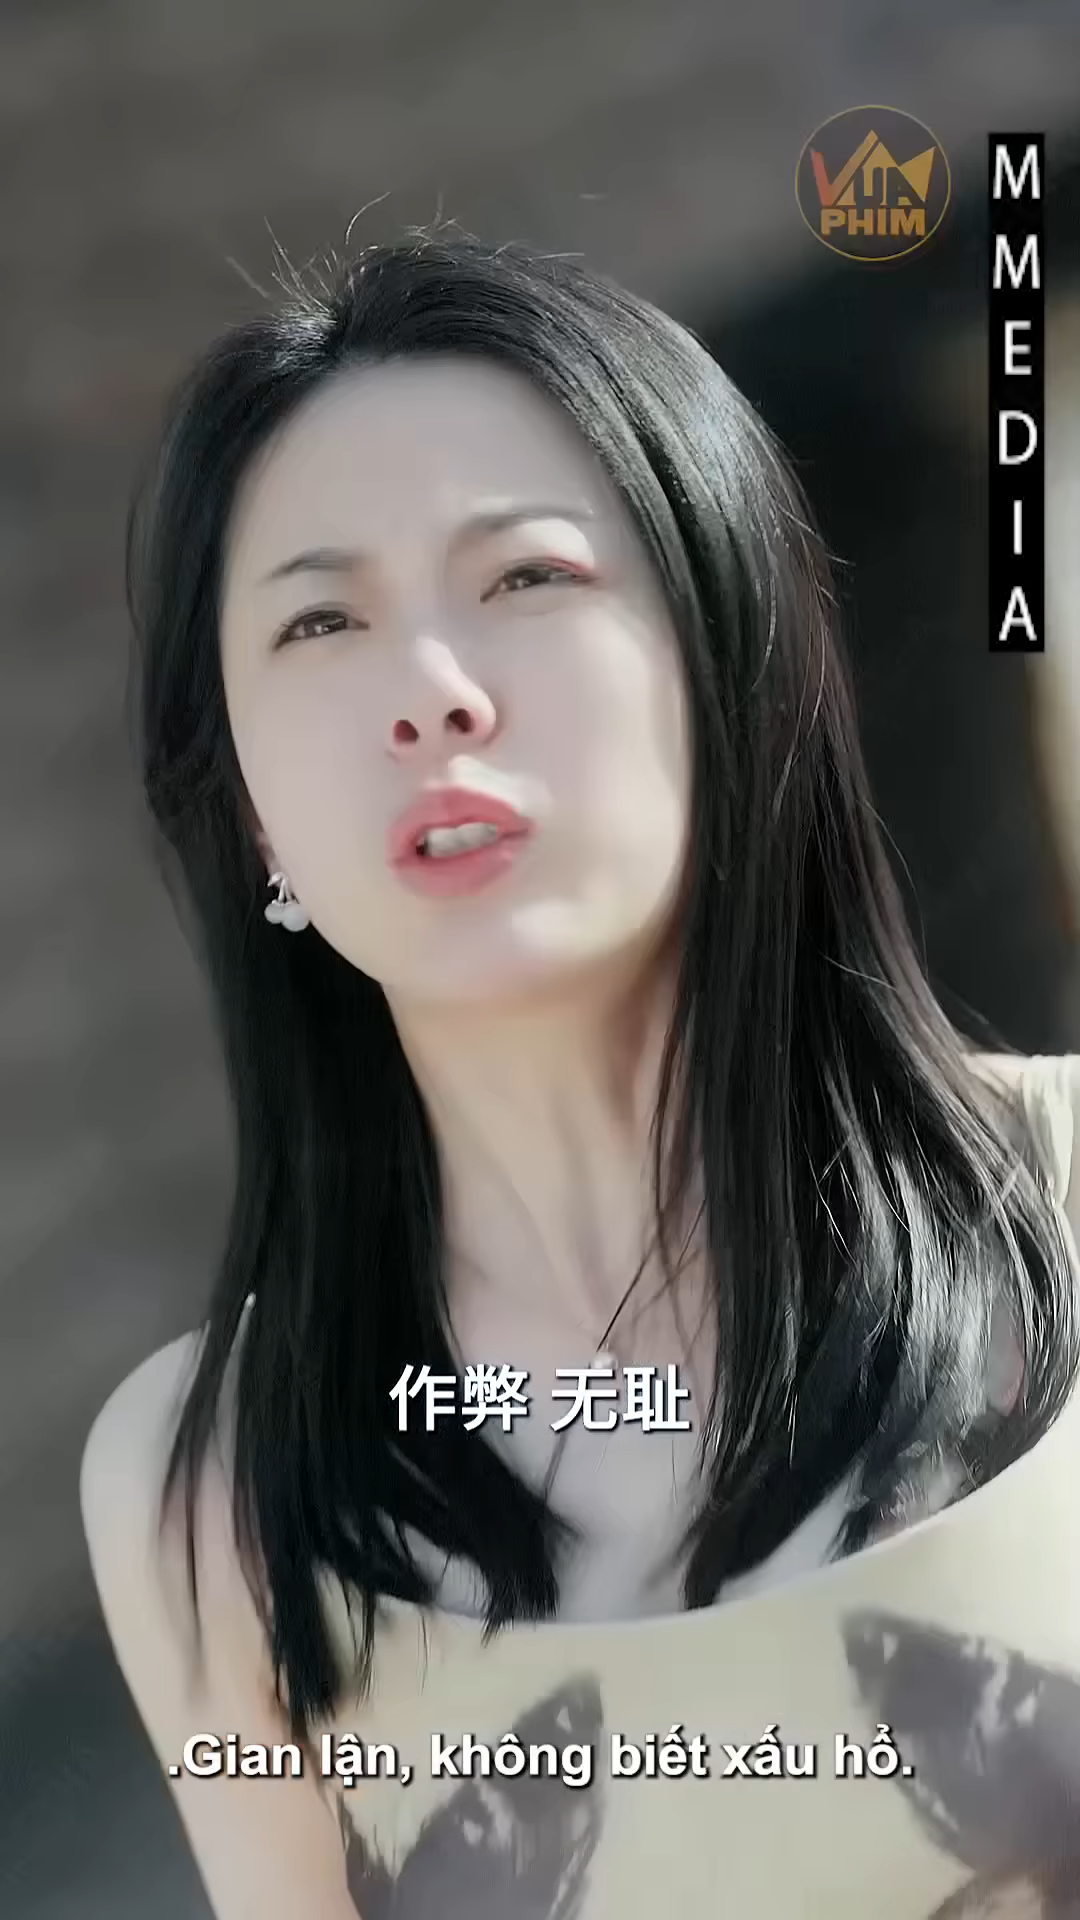 VUA
PHIM
MMEDIA
作弊 无耻
.Gian lận, không biết xấu hổ.